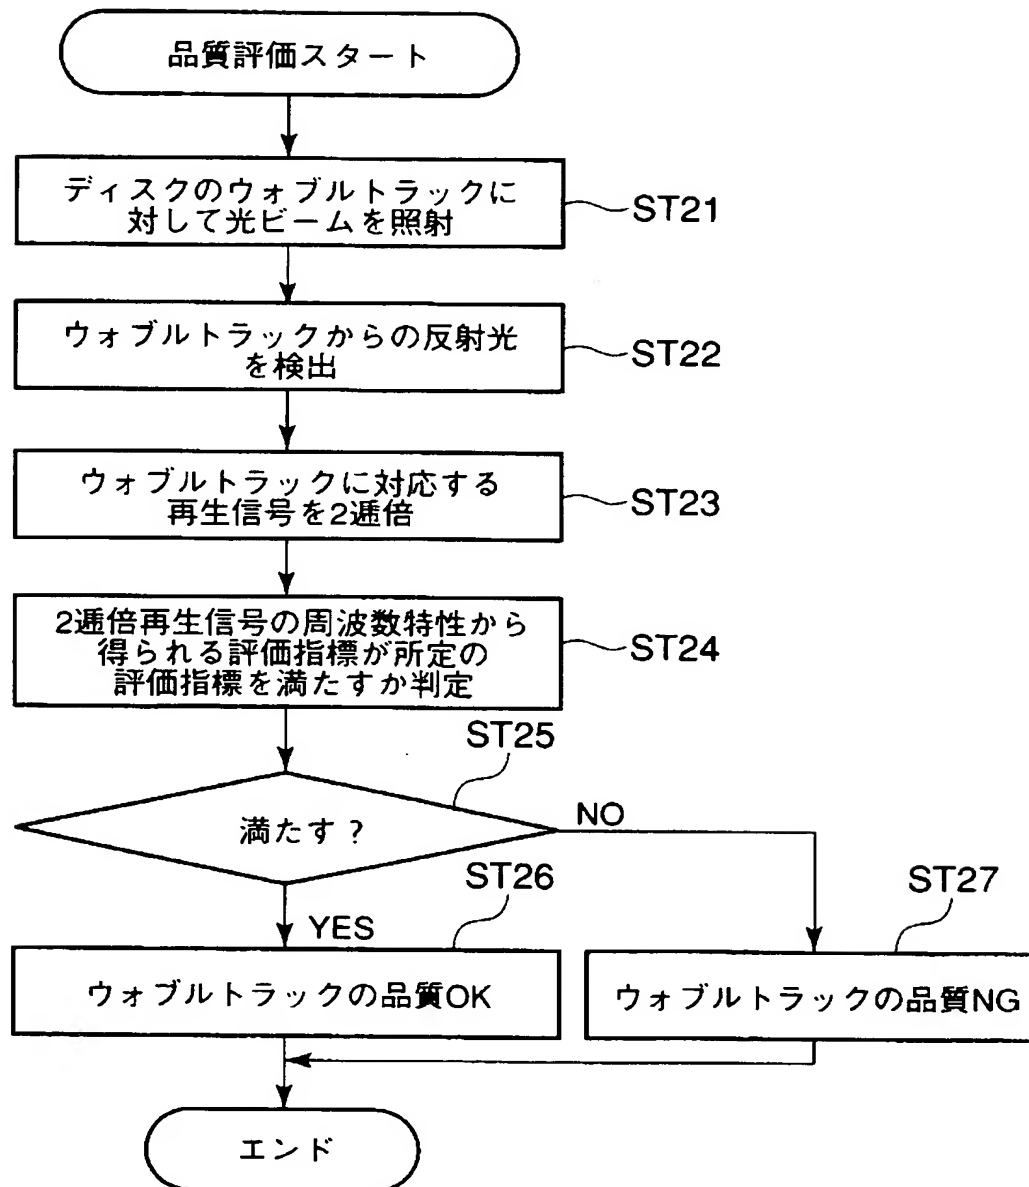 品質評価スタート
ディスクのウォブルトラックに
対して光ビームを照射
ST21
ウォブルトラックからの反射光
を検出
ST22
ウォブルトラックに対応する
再生信号を2逓倍
ST23
2逓倍再生信号の周波数特性から
得られる評価指標が所定の
評価指標を満たすか判定
ST24
ST25
満たす?
NO
YES
ST26
ST27
ウォブルトラックの品質OK
ウォブルトラックの品質NG
エンド